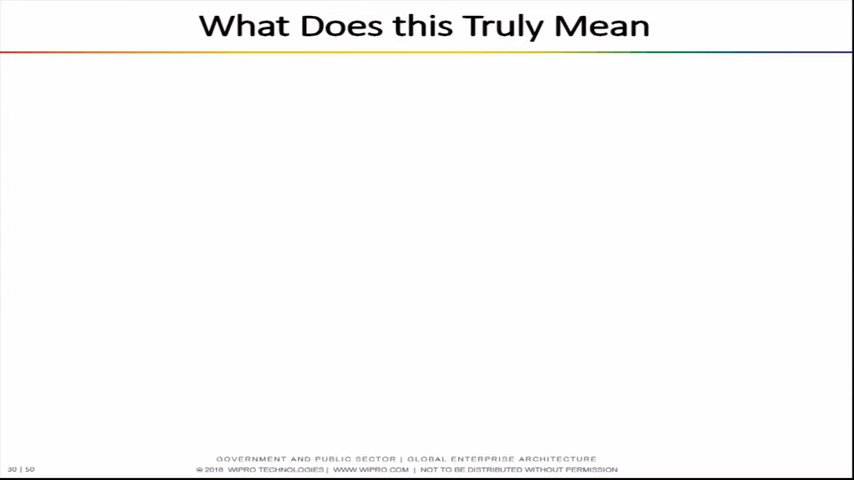 What Does this Truly Mean
GOVERNMENT AND PUBLIC SECTOR | GLOBAL ENTERPRISE ARCHITECTURE
30 | 50
© 2016 WIPRO TECHNOLOGIES | WWW.WIPRO.COM | NOT TO BE DISTRIBUTED WITHOUT PERMISSION